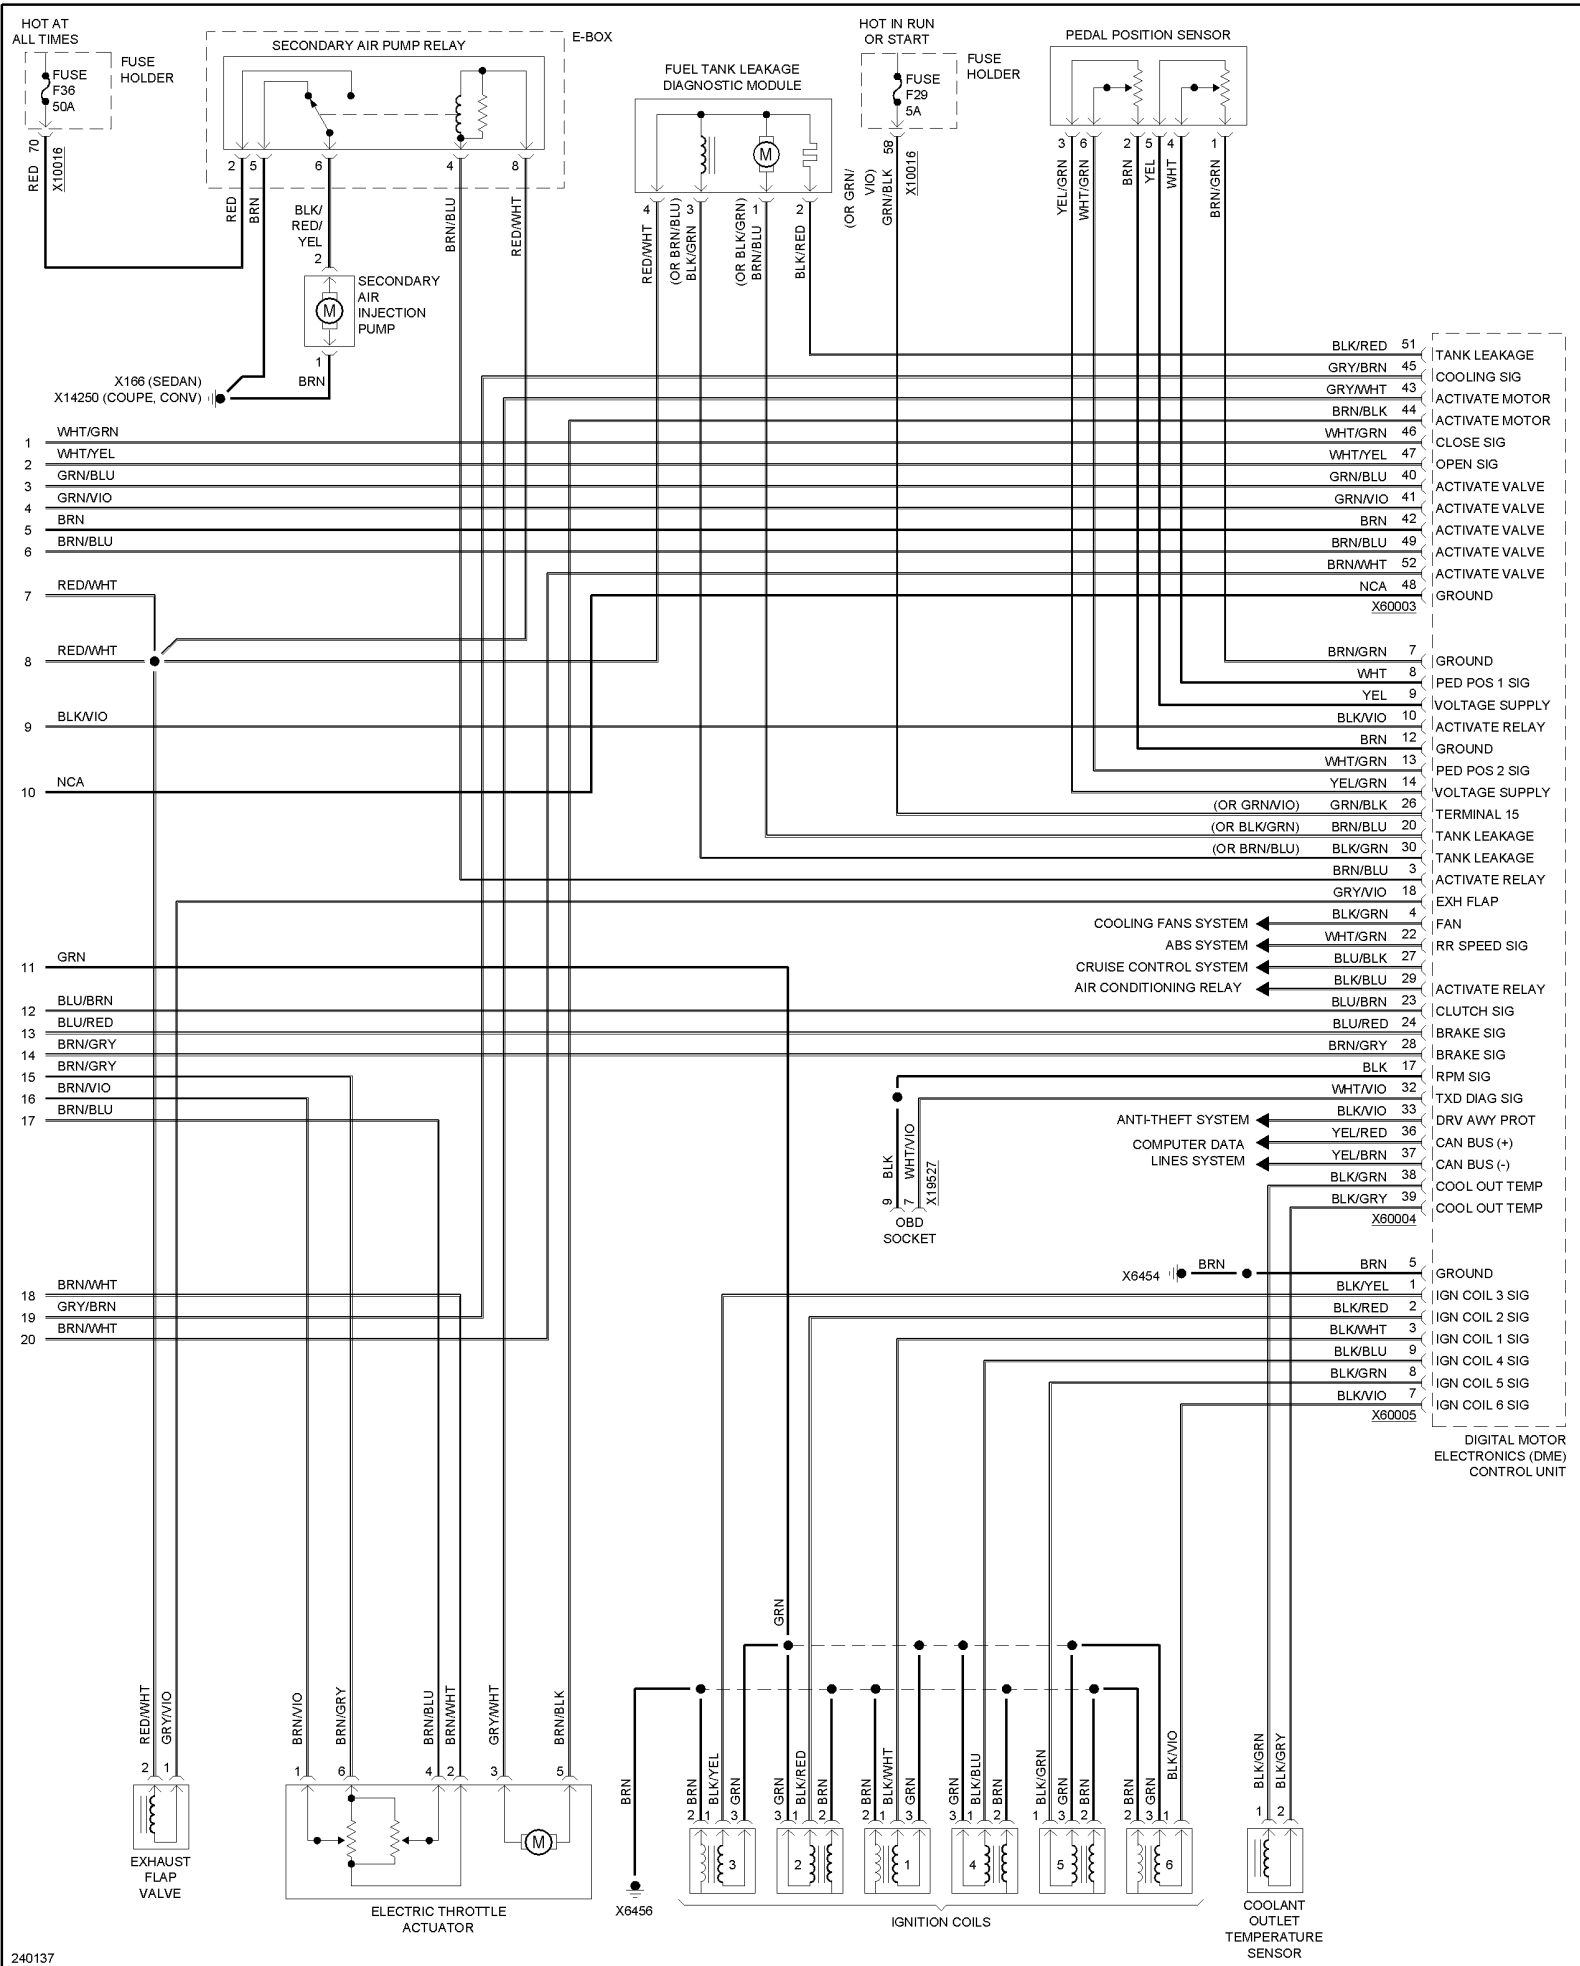 HOT AT
ALL TIMES
FUSE
F36
50A
FUSE
HOLDER
70
RED
X10016
SECONDARY AIR PUMP RELAY
E-BOX
2 5 6 4 8
RED
BRN
BLK/
RED/
YEL
BRN/BLU
RED/WHT
2
M
SECONDARY
AIR
INJECTION
PUMP
1
BRN
X166 (SEDAN)
X14250 (COUPE, CONV)
FUEL TANK LEAKAGE
DIAGNOSTIC MODULE
M
4 3 1 2
RED/WHT
(OR BRN/BLU)
BLK/GRN
(OR BLK/GRN)
BRN/BLU
BLK/RED
HOT IN RUN
OR START
FUSE
F29
5A
FUSE
HOLDER
58
X10016
(OR GRN/
VIO)
GRN/BLK
PEDAL POSITION SENSOR
3 6 2 5 4 1
YEL/GRN
WHT/GRN
BRN
YEL
WHT
BRN/GRN
1 WHT/GRN
2 WHT/YEL
3 GRN/BLU
4 GRN/VIO
5 BRN
6 BRN/BLU
7 RED/WHT
8 RED/WHT
9 BLK/VIO
10 NCA
11 GRN
12 BLU/BRN
13 BLU/RED
14 BRN/GRY
15 BRN/GRY
16 BRN/VIO
17 BRN/BLU
18 BRN/WHT
19 GRY/BRN
20 BRN/WHT
BLK/RED 51 TANK LEAKAGE
GRY/BRN 45 COOLING SIG
GRY/WHT 43 ACTIVATE MOTOR
BRN/BLK 44 ACTIVATE MOTOR
WHT/GRN 46 CLOSE SIG
WHT/YEL 47 OPEN SIG
GRN/BLU 40 ACTIVATE VALVE
GRN/VIO 41 ACTIVATE VALVE
BRN 42 ACTIVATE VALVE
BRN/BLU 49 ACTIVATE VALVE
BRN/WHT 52 ACTIVATE VALVE
NCA 48 GROUND
X60003
BRN/GRN 7 GROUND
WHT 8 PED POS 1 SIG
YEL 9 VOLTAGE SUPPLY
BLK/VIO 10 ACTIVATE RELAY
BRN 12 GROUND
WHT/GRN 13 PED POS 2 SIG
YEL/GRN 14 VOLTAGE SUPPLY
(OR GRN/VIO) GRN/BLK 26 TERMINAL 15
(OR BLK/GRN) BRN/BLU 20 TANK LEAKAGE
(OR BRN/BLU) BLK/GRN 30 TANK LEAKAGE
BRN/BLU 3 ACTIVATE RELAY
GRY/VIO 18 EXH FLAP
COOLING FANS SYSTEM BLK/GRN 4 FAN
ABS SYSTEM WHT/GRN 22 RR SPEED SIG
CRUISE CONTROL SYSTEM BLU/BLK 27
AIR CONDITIONING RELAY BLK/BLU 29 ACTIVATE RELAY
BLU/BRN 23 CLUTCH SIG
BLU/RED 24 BRAKE SIG
BRN/GRY 28 BRAKE SIG
BLK 17 RPM SIG
WHT/VIO 32 TXD DIAG SIG
ANTI-THEFT SYSTEM BLK/VIO 33 DRV AWY PROT
COMPUTER DATA
LINES SYSTEM
YEL/RED 36 CAN BUS (+)
YEL/BRN 37 CAN BUS (-)
BLK/GRN 38 COOL OUT TEMP
BLK/GRY 39 COOL OUT TEMP
X60004
BLK
WHT/VIO
9 7
X19527
OBD
SOCKET
X6454 BRN BRN 5 GROUND
BLK/YEL 1 IGN COIL 3 SIG
BLK/RED 2 IGN COIL 2 SIG
BLK/WHT 3 IGN COIL 1 SIG
BLK/BLU 9 IGN COIL 4 SIG
BLK/GRN 8 IGN COIL 5 SIG
BLK/VIO 7 IGN COIL 6 SIG
X60005
DIGITAL MOTOR
ELECTRONICS (DME)
CONTROL UNIT
RED/WHT
GRY/VIO
2 1
EXHAUST
FLAP
VALVE
BRN/VIO
BRN/GRY
BRN/BLU
BRN/WHT
GRY/WHT
BRN/BLK
1 6 4 2 3 5
M
ELECTRIC THROTTLE
ACTUATOR
BRN
X6456
GRN
BRN
BLK/YEL
GRN
2 1 3
3
GRN
BLK/RED
BRN
3 1 2
2
BRN
BLK/WHT
GRN
2 1 3
1
GRN
BLK/BLU
BRN
3 1 2
4
BLK/GRN
GRN
BRN
1 3 2
5
BRN
GRN
BLK/VIO
2 3 1
6
IGNITION COILS
BLK/GRN
BLK/GRY
1 2
COOLANT
OUTLET
TEMPERATURE
SENSOR
240137